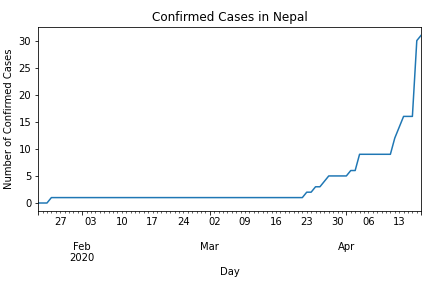 Confirmed Cases in Nepal
Number of Confirmed Cases
30
25
20
15
10
5
0
27 03 10 17 24 02 09 16 23 30 06 13
Feb Mar Apr
2020
Day